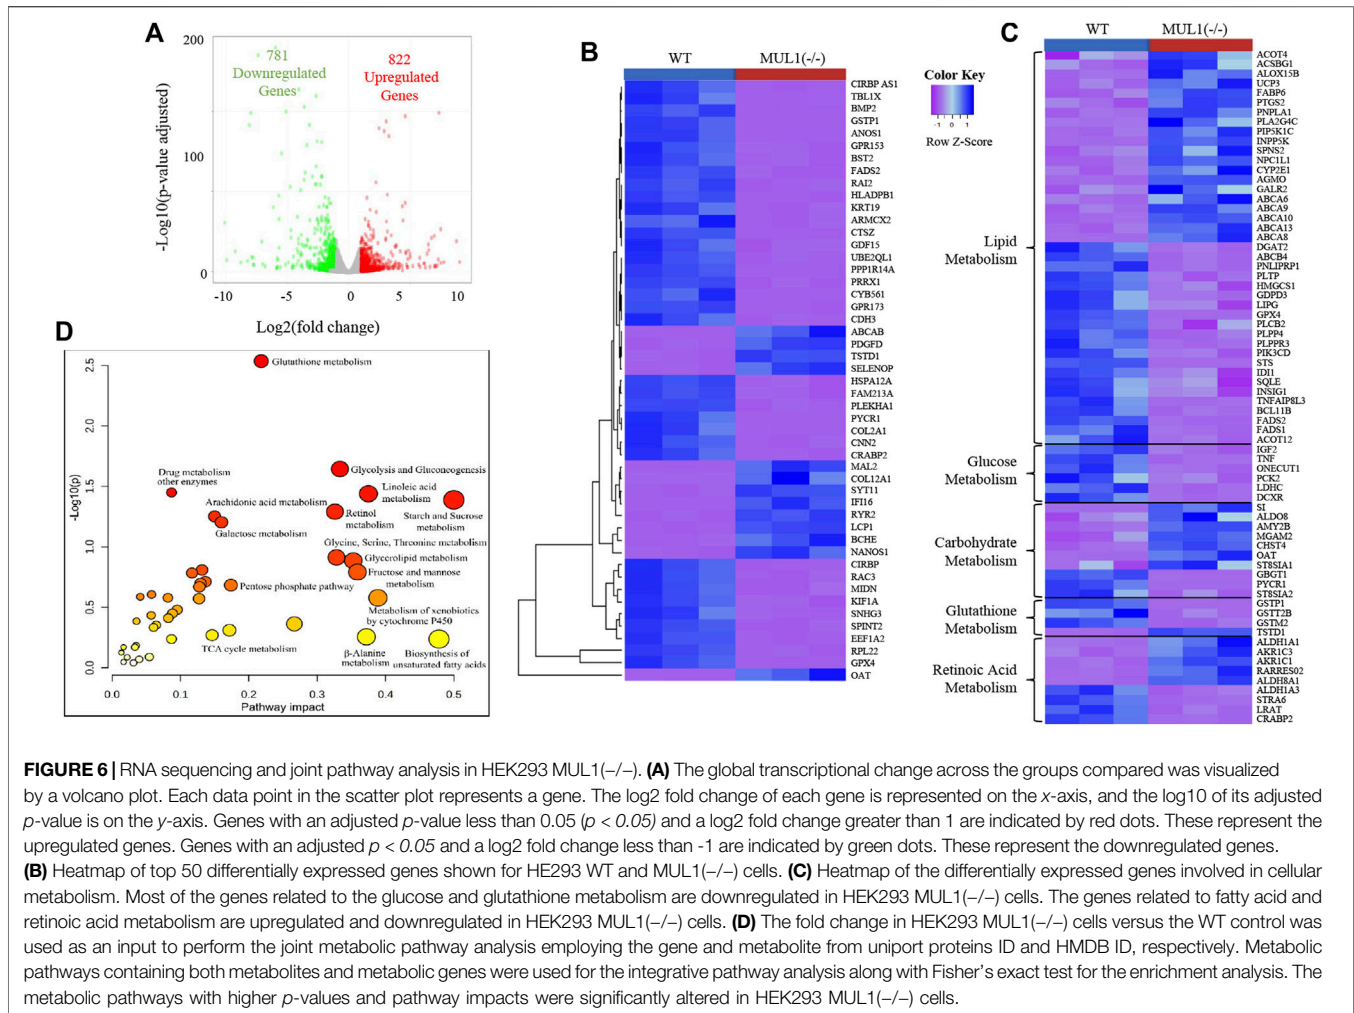 A
200
100
0
-Log10(p-value adjusted)
781
Downregulated
Genes
822
Upregulated
Genes
-10
-5
0
5
10
Log2(fold change)
B
WT
MUL1(-/-)
CIRBP AS1
TBL1X
BMP2
GSTP1
ANOS1
GPR153
BST2
FADS2
RAI2
HLADPB1
KRT19
ARMCX2
CTSZ
GDF15
UBE2QL1
PPP1R14A
PRRX1
CYB561
GPR173
CDH3
ABCAB
PDGFD
TSTD1
SELENOP
HSPA12A
FAM213A
PLEKHA1
PYCR1
COL2A1
CNN2
CRABP2
MAL2
COL12A1
SYT11
IFI16
RYR2
LCP1
BCHE
NANOS1
CIRBP
RAC3
MIDN
KIF1A
SNHG3
SPINT2
EEF1A2
RPL22
GPX4
OAT
Color Key
-1
0
1
Row Z-Score
C
WT
MUL1(-/-)
Lipid
Metabolism
Glucose
Metabolism
Carbohydrate
Metabolism
Glutathione
Metabolism
Retinoic Acid
Metabolism
ACOT4
ACSBG1
ALOX15B
UCP3
FABP6
PTGS2
PNPLA1
PLA2G4C
PIP5K1C
INPP5K
SPNS2
NPC1L1
CYP2E1
AGMO
GALR2
ABCA6
ABCA9
ABCA10
ABCA13
ABCA8
DGAT2
ABCB4
PNLIPRP1
PLTP
HMGCS1
GDPD3
LIPG
GPX4
PLCB2
PLPP4
PLPPR3
PIK3CD
STS
IDI1
SQLE
INSIG1
TNFAIP8L3
BCL11B
FADS2
FADS1
ACOT12
IGF2
TNF
ONECUT1
PCK2
LDHC
DCXR
SI
ALDO8
AMY2B
MGAM2
CHST4
OAT
ST8SIA1
GBGT1
PYCR1
ST8SIA2
GSTP1
GSTT2B
GSTM2
TSTD1
ALDH1A1
AKR1C3
AKR1C1
RARRES02
ALDH8A1
ALDH1A3
STRA6
LRAT
CRABP2
D
2.5
2.0
1.5
1.0
0.5
0.0
-Log10(p)
Glutathione metabolism
Glycolysis and Gluconcogenesis
Drug metabolism
other enzymes
Linoleic acid
metabolism
Arachidonic acid metabolism
Retinol
metabolism
Starch and Sucrose
metabolism
Galactose metabolism
Glycine, Serine, Threonine metabolism
Glycerolipid metabolism
Fructose and mannose
metabolism
Pentose phosphate pathway
Metabolism of xenobiotics
by cytochrome P450
TCA cycle metabolism
β-Alanine
metabolism
Biosynthesis of
unsaturated fatty acids
0.0
0.1
0.2
0.3
0.4
0.5
Pathway impact
FIGURE 6 | RNA sequencing and joint pathway analysis in HEK293 MUL1(−/−). (A) The global transcriptional change across the groups compared was visualized
by a volcano plot. Each data point in the scatter plot represents a gene. The log2 fold change of each gene is represented on the x-axis, and the log10 of its adjusted
p-value is on the y-axis. Genes with an adjusted p-value less than 0.05 (p < 0.05) and a log2 fold change greater than 1 are indicated by red dots. These represent the
upregulated genes. Genes with an adjusted p < 0.05 and a log2 fold change less than -1 are indicated by green dots. These represent the downregulated genes.
(B) Heatmap of top 50 differentially expressed genes shown for HE293 WT and MUL1(−/−) cells. (C) Heatmap of the differentially expressed genes involved in cellular
metabolism. Most of the genes related to the glucose and glutathione metabolism are downregulated in HEK293 MUL1(−/−) cells. The genes related to fatty acid and
retinoic acid metabolism are upregulated and downregulated in HEK293 MUL1(−/−) cells. (D) The fold change in HEK293 MUL1(−/−) cells versus the WT control was
used as an input to perform the joint metabolic pathway analysis employing the gene and metabolite from uniport proteins ID and HMDB ID, respectively. Metabolic
pathways containing both metabolites and metabolic genes were used for the integrative pathway analysis along with Fisher's exact test for the enrichment analysis. The
metabolic pathways with higher p-values and pathway impacts were significantly altered in HEK293 MUL1(−/−) cells.